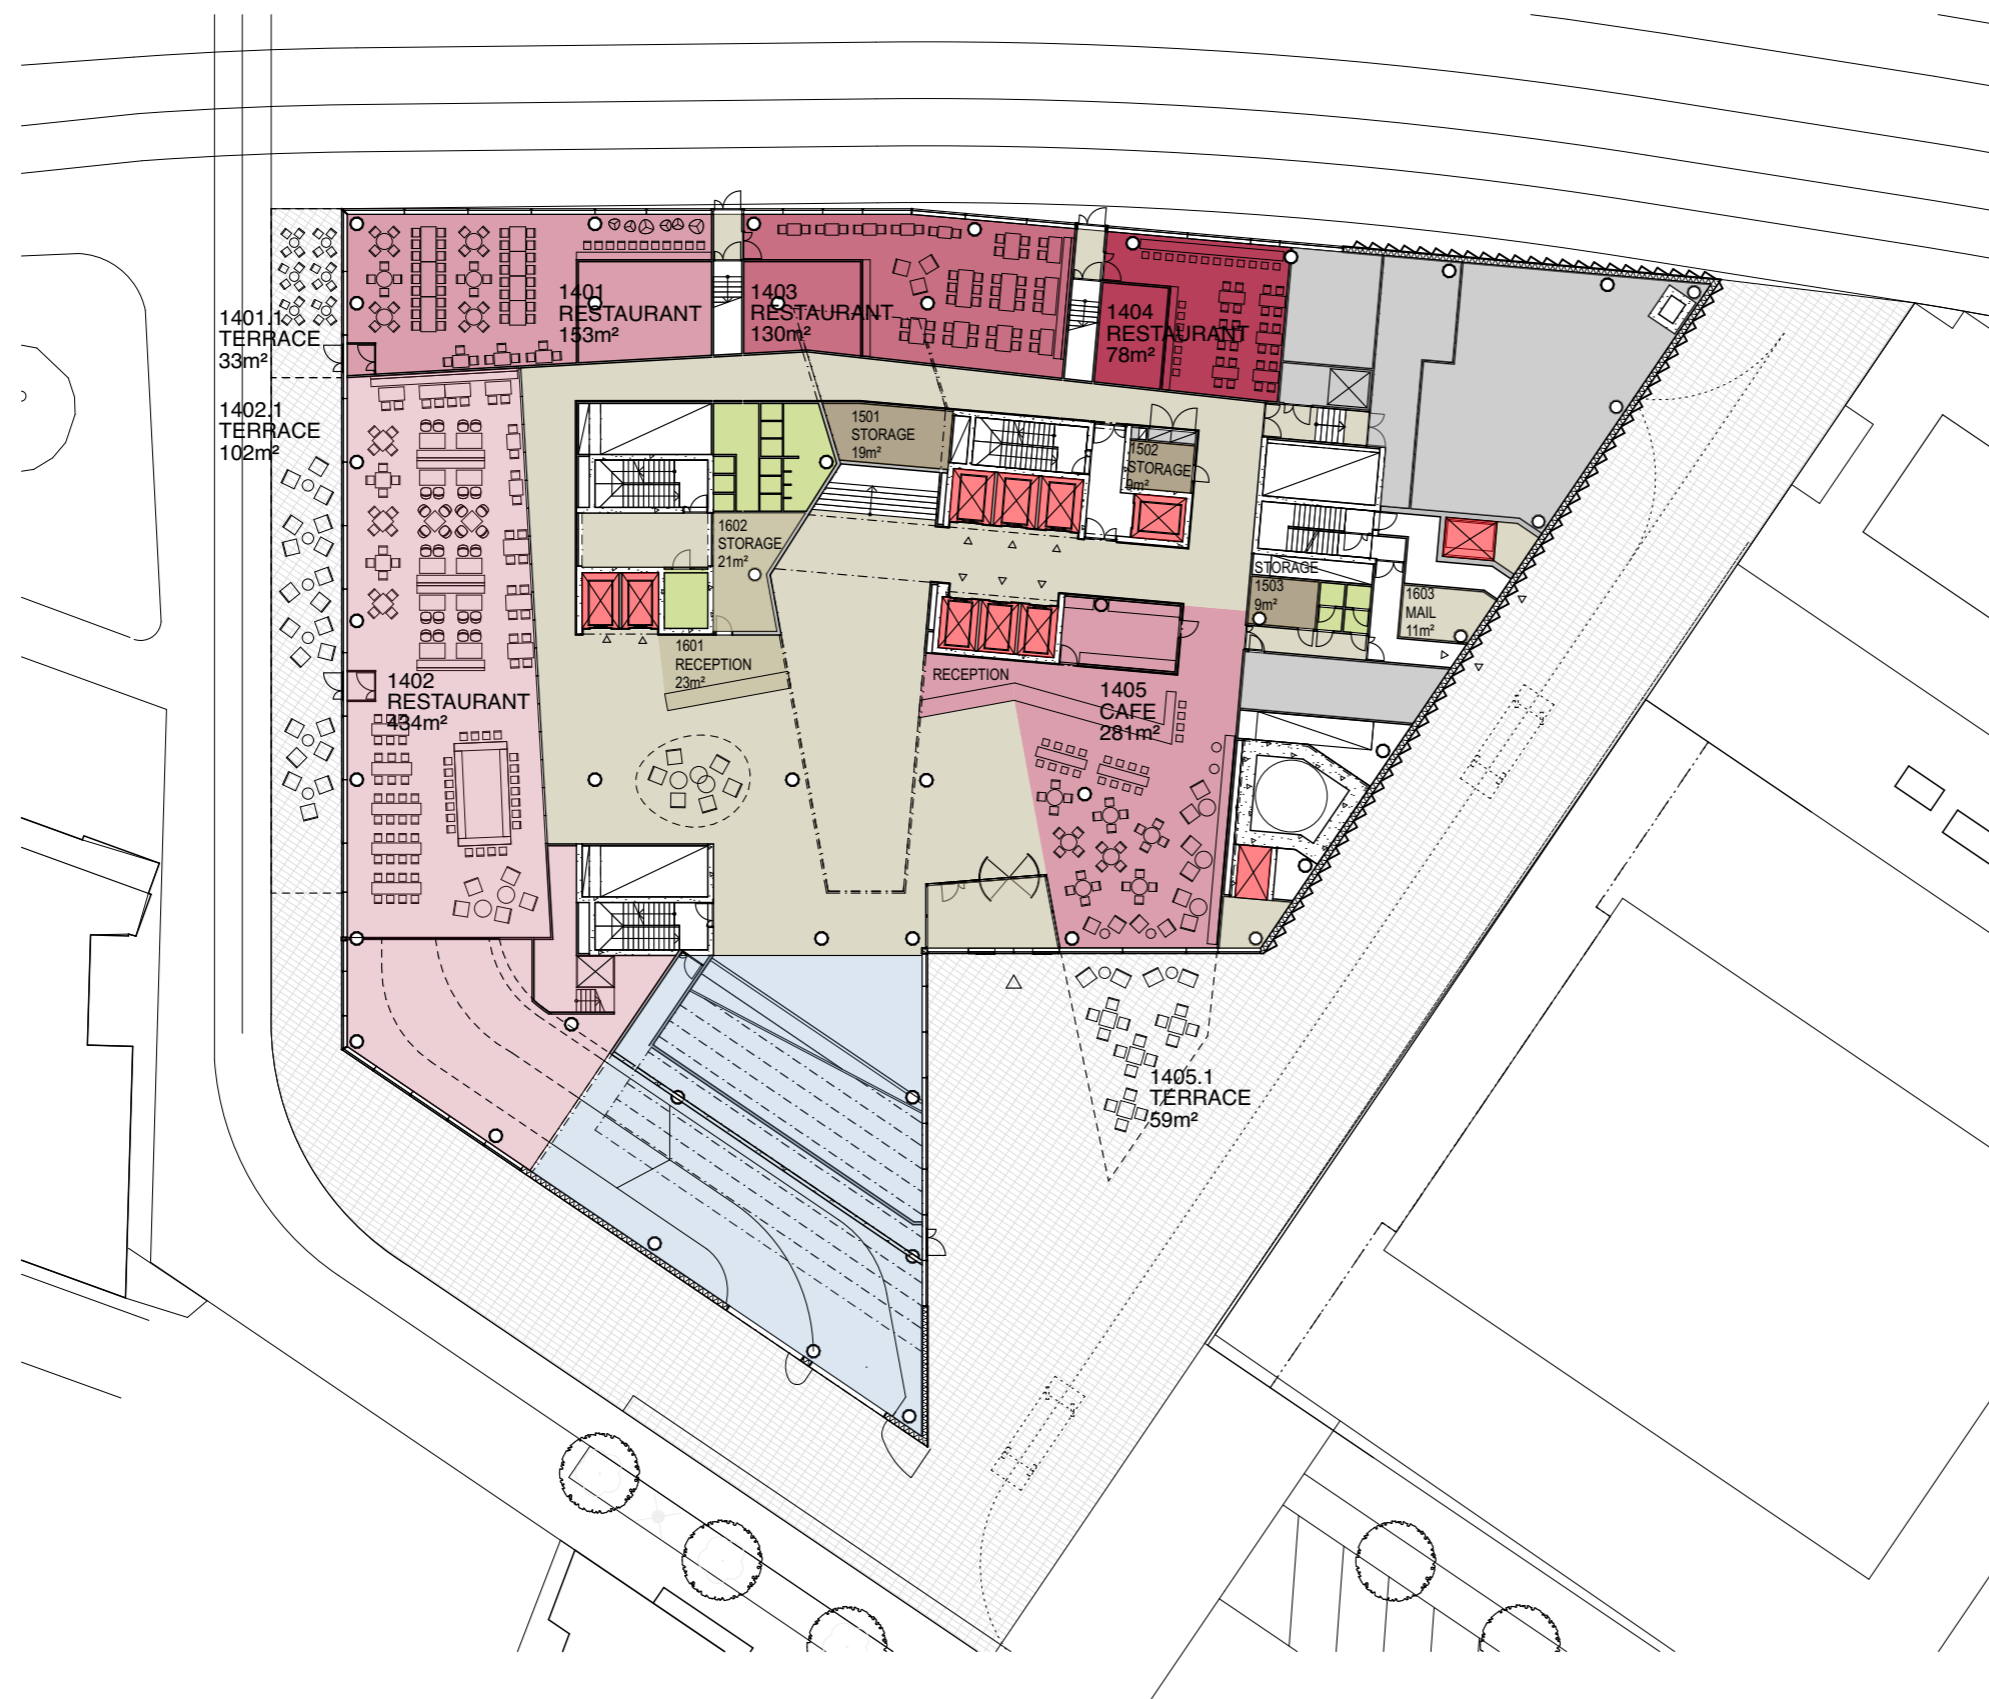 1401.1
TERRACE
33m²
1402.1
TERRACE
102m²
1401
RESTAURANT
153m²
1403
RESTAURANT
130m²
1404
RESTAURANT
78m²
1501
STORAGE
19m²
1502
STORAGE
9m²
1602
STORAGE
21m²
STORAGE
1503
9m²
1603
MAIL
11m²
1601
RECEPTION
23m²
RECEPTION
1402
RESTAURANT
434m²
1405
CAFE
281m²
1405.1
TERRACE
59m²